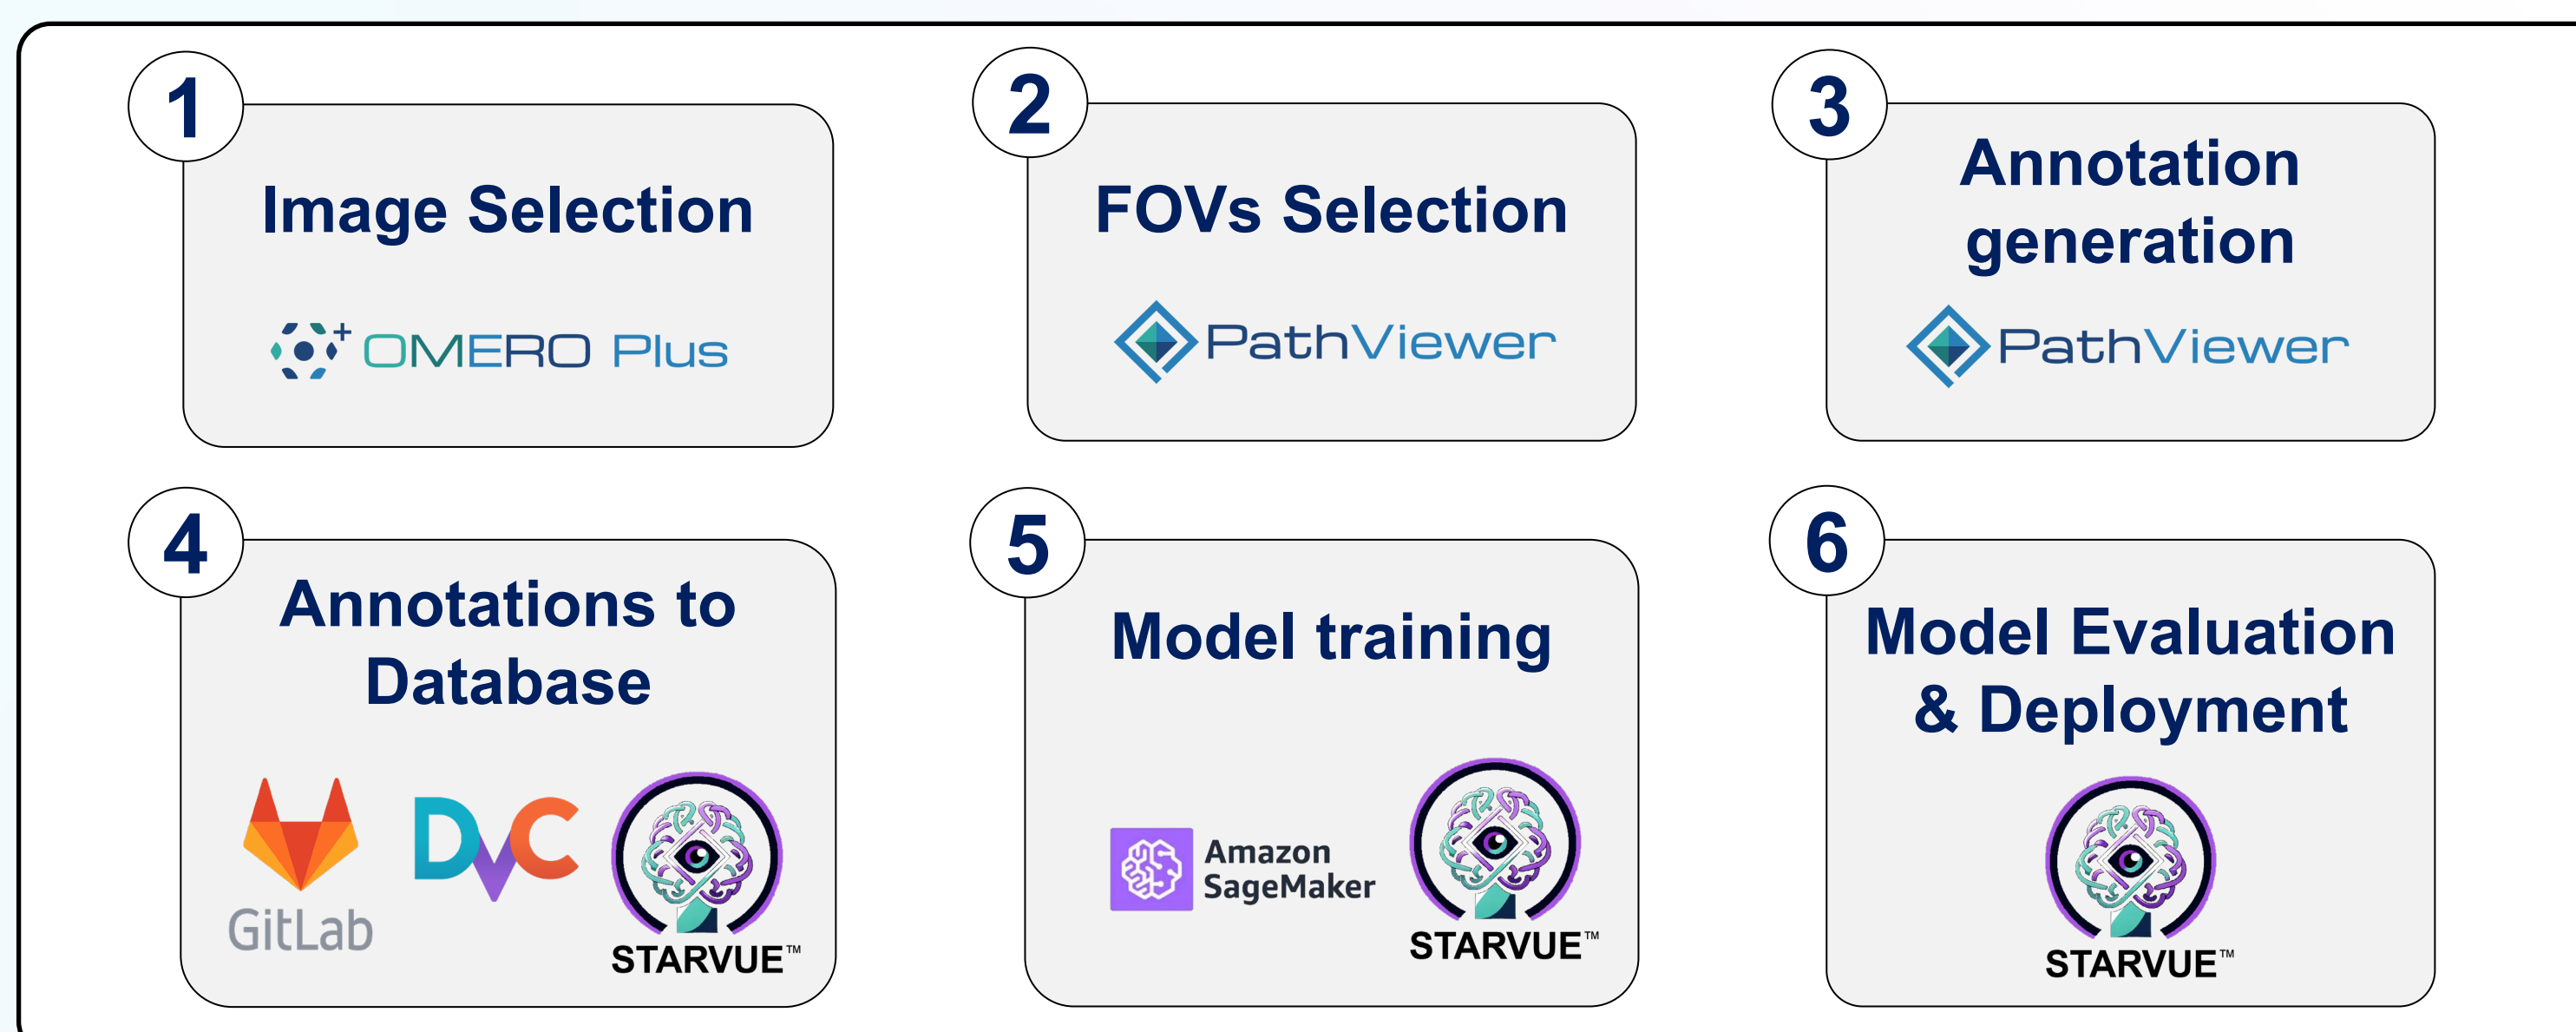 1
Image Selection
OMERO Plus
2
FOVs Selection
PathViewer
3
Annotation
generation
PathViewer
4
Annotations to
Database
GitLab
DVC
STARVUE™
5
Model training
Amazon
SageMaker
STARVUE™
6
Model Evaluation
& Deployment
STARVUE™